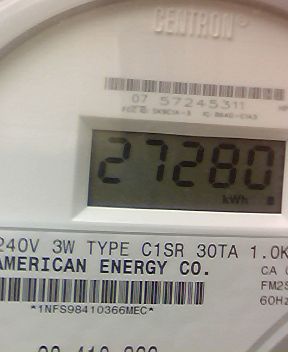 CENTRON®
07 57245311
27280
kWh
240V 3W TYPE C1SR 30TA 1.0K
AMERICAN ENERGY CO.
CA
FM2S
60Hz
*1NFS98410366MEC*